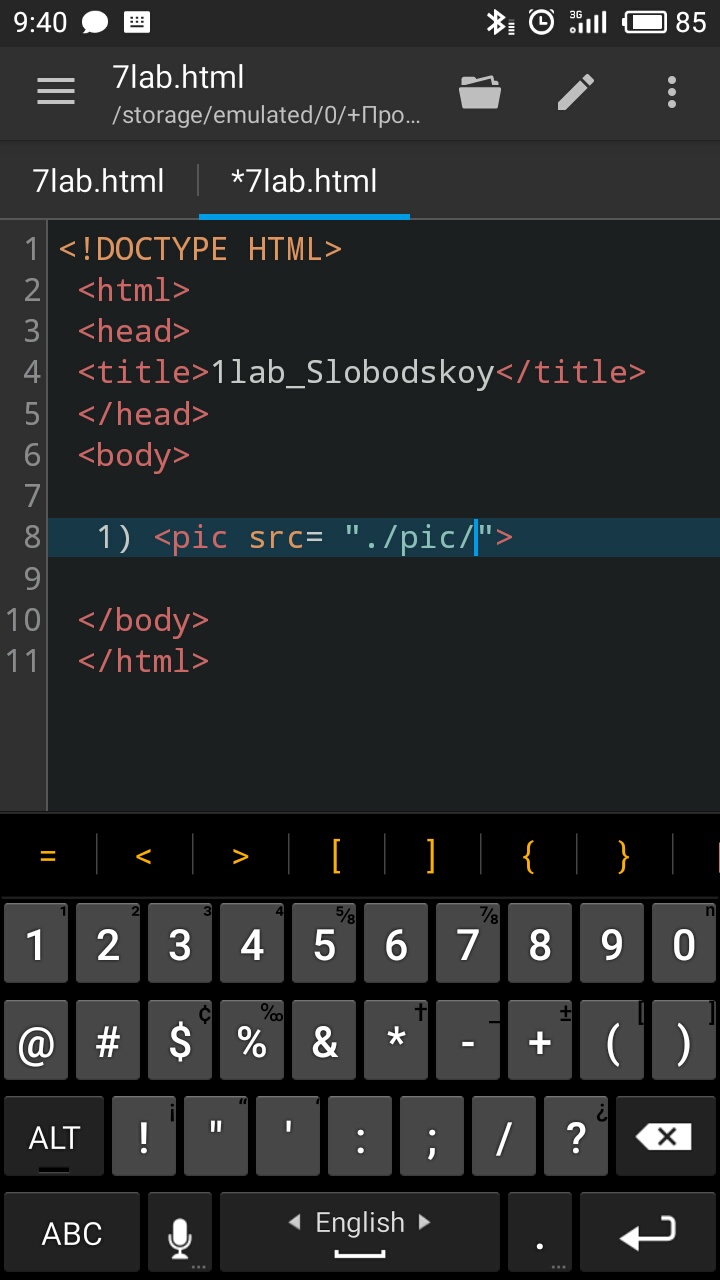 9:40 3G 85
7lab.html
/storage/emulated/0/+Про...
7lab.html *7lab.html
1 <!DOCTYPE HTML>
2 <html>
3 <head>
4 <title>1lab_Slobodskoy</title>
5 </head>
6 <body>
7
8 1) <pic src= "./pic/">
9
10 </body>
11 </html>
= < > [ ] { }
1 2 3 4 5/8 7/8 n
1 2 3 4 5 6 7 8 9 0
¢ ‰ † _ ± [ ]
@ # $ % & * - + ( )
¡ “ ‘ ¿
ALT ! " ' : ; / ?
ABC English .